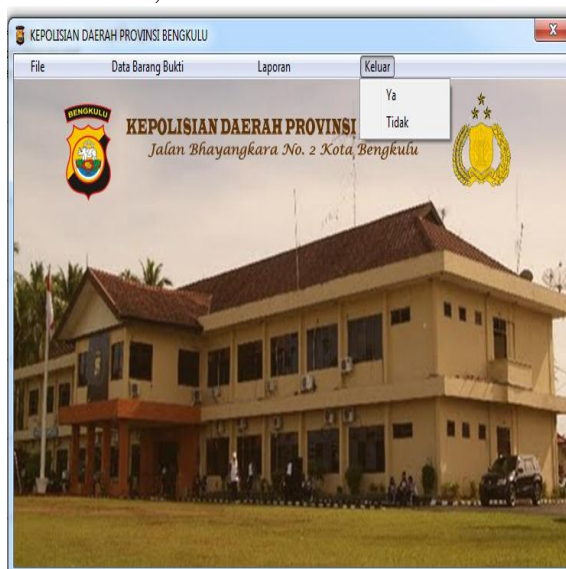 KEPOLISIAN DAERAH PROVINSI BENGKULU
File Data Barang Bukti Laporan Keluar
Ya
Tidak
BENGKULU
KEPOLISIAN DAERAH PROVINSI
Jalan Bhayangkara No. 2 Kota Bengkulu